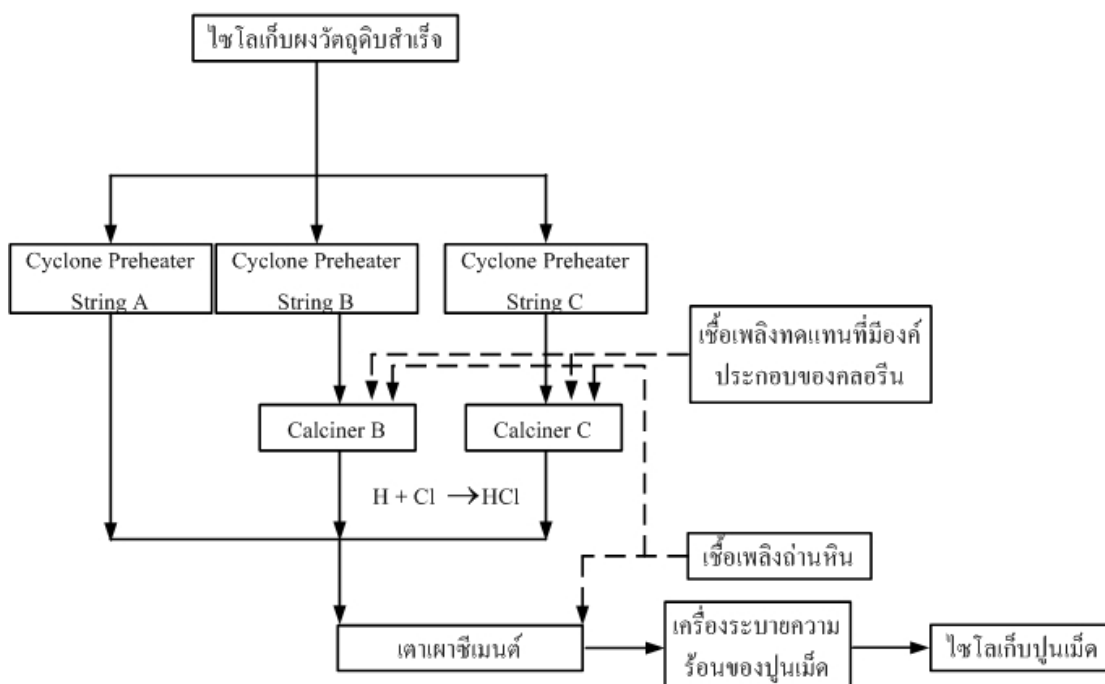 ไซโลเก็บผงวัตถุดิบสำเร็จ
Cyclone Preheater
String A
Cyclone Preheater
String B
Cyclone Preheater
String C
เชื้อเพลิงทดแทนที่มีองค์
ประกอบของคลอรีน
Calciner B
Calciner C
H + Cl → HCl
เชื้อเพลิงถ่านหิน
เตาเผาซีเมนต์
เครื่องระบายความ
ร้อนของปูนเม็ด
ไซโลเก็บปูนเม็ด